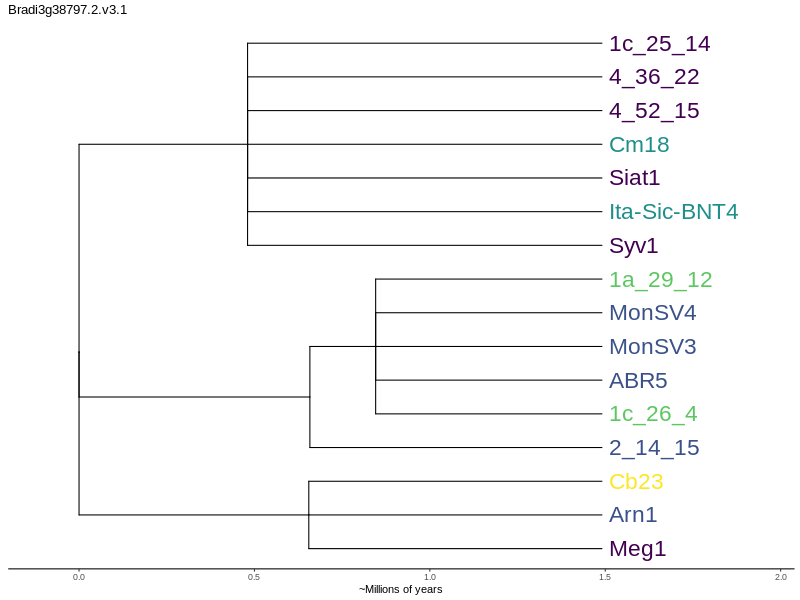 Bradi3g38797.2.v3.1
1c_25_14
4_36_22
4_52_15
Cm18
Siat1
Ita-Sic-BNT4
Syv1
1a_29_12
MonSV4
MonSV3
ABR5
1c_26_4
2_14_15
Cb23
Arn1
Meg1
0.0 0.5 1.0 1.5 2.0
~Millions of years